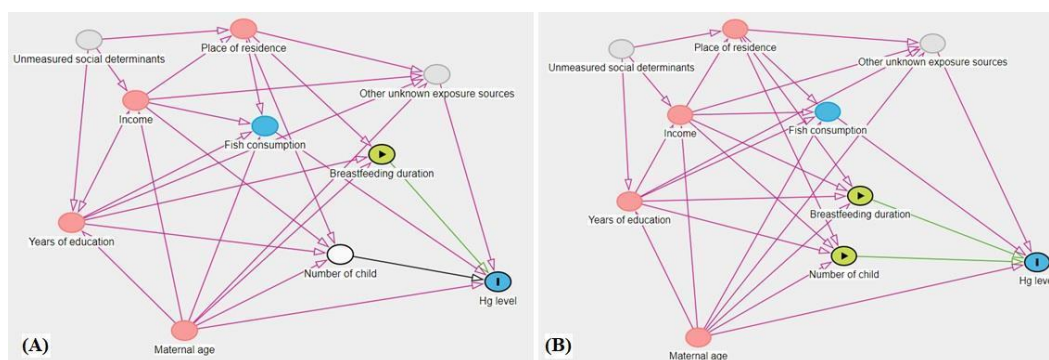 Place of residence
Unmeasured social determinants
Other unknown exposure sources
Income
Fish consumption
Breastfeeding duration
Years of education
Number of child
Hg level
Maternal age
(A)
Place of residence
Unmeasured social determinants
Other unknown exposure sources
Income
Fish consumption
Breastfeeding duration
Years of education
Number of child
Hg level
Maternal age
(B)